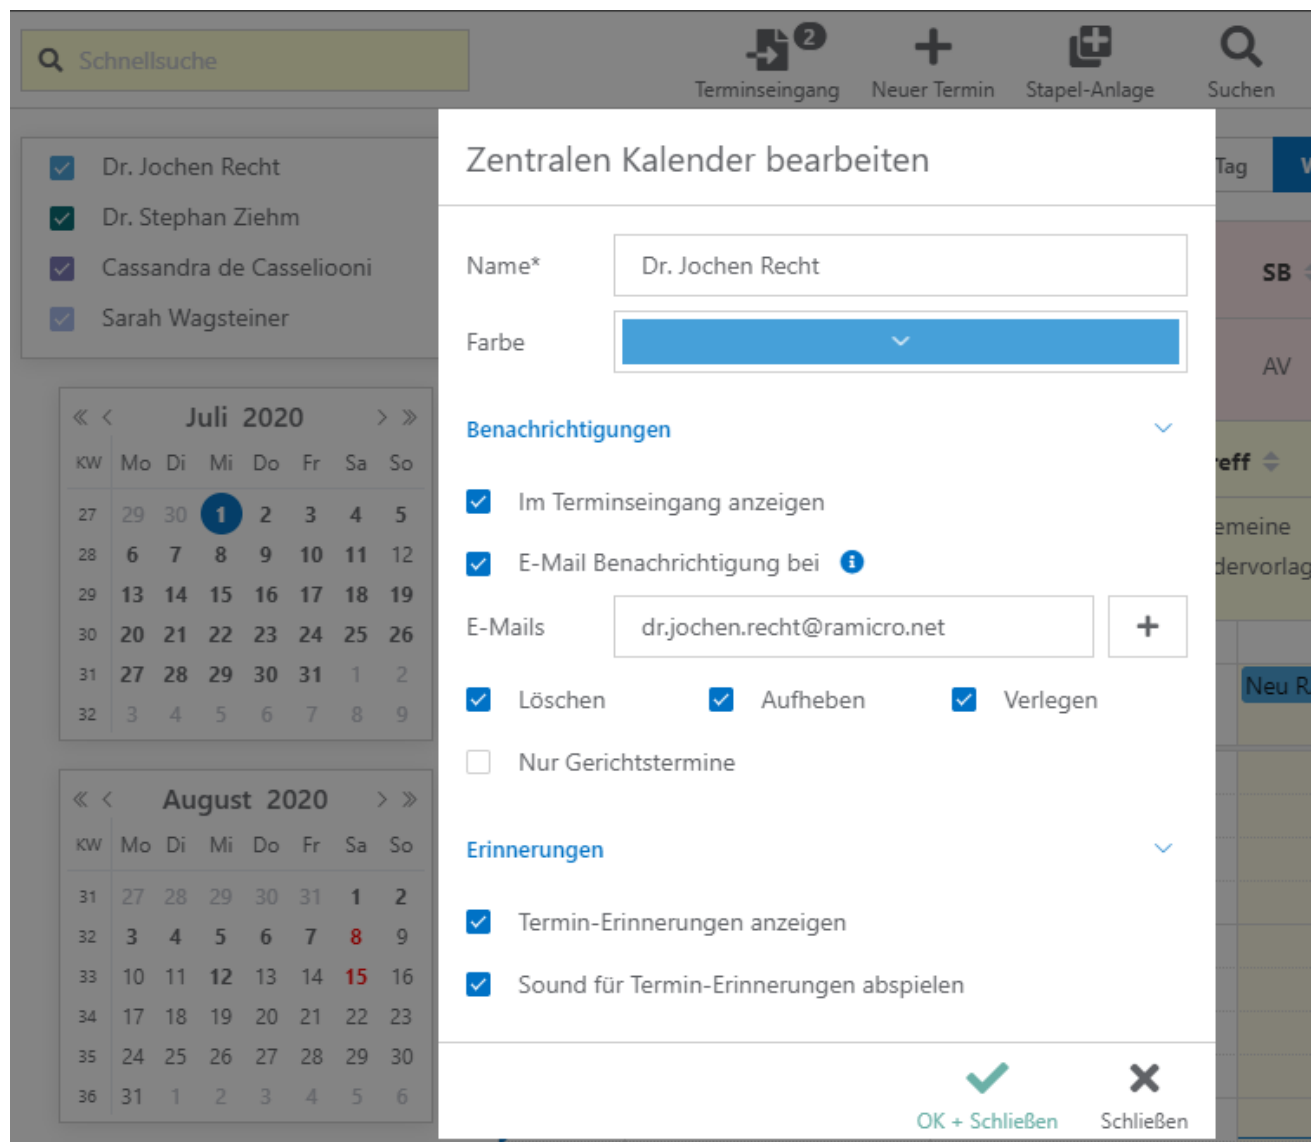 Schnellsuche
2
Terminseingang
Neuer Termin
Stapel-Anlage
Suchen
Dr. Jochen Recht
Dr. Stephan Ziehm
Cassandra de Casseliooni
Sarah Wagsteiner
Juli 2020
KW Mo Di Mi Do Fr Sa So
27 29 30 1 2 3 4 5
28 6 7 8 9 10 11 12
29 13 14 15 16 17 18 19
30 20 21 22 23 24 25 26
31 27 28 29 30 31 1 2
32 3 4 5 6 7 8 9
August 2020
KW Mo Di Mi Do Fr Sa So
31 27 28 29 30 31 1 2
32 3 4 5 6 7 8 9
33 10 11 12 13 14 15 16
34 17 18 19 20 21 22 23
35 24 25 26 27 28 29 30
36 31 1 2 3 4 5 6
Zentralen Kalender bearbeiten
Name* Dr. Jochen Recht
Farbe
Benachrichtigungen
Im Terminseingang anzeigen
E-Mail Benachrichtigung bei
E-Mails dr.jochen.recht@ramicro.net
Löschen Aufheben Verlegen
Nur Gerichtstermine
Erinnerungen
Termin-Erinnerungen anzeigen
Sound für Termin-Erinnerungen abspielen
OK + Schließen
Schließen
Tag
SB
AV
reff
emeine
dervorlag
Neu R